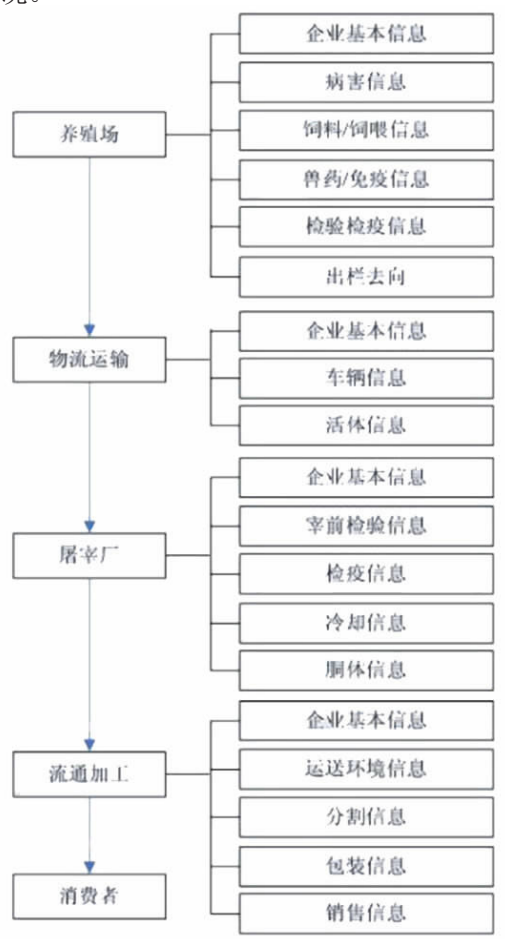 企业基本信息
病害信息
养殖场
饲料/饲喂信息
兽药/免疫信息
检验检疫信息
出栏去向
企业基本信息
物流运输
车辆信息
活体信息
企业基本信息
宰前检验信息
屠宰厂
检疫信息
冷却信息
胴体信息
企业基本信息
流通加工
运送环境信息
分割信息
包装信息
消费者
销售信息